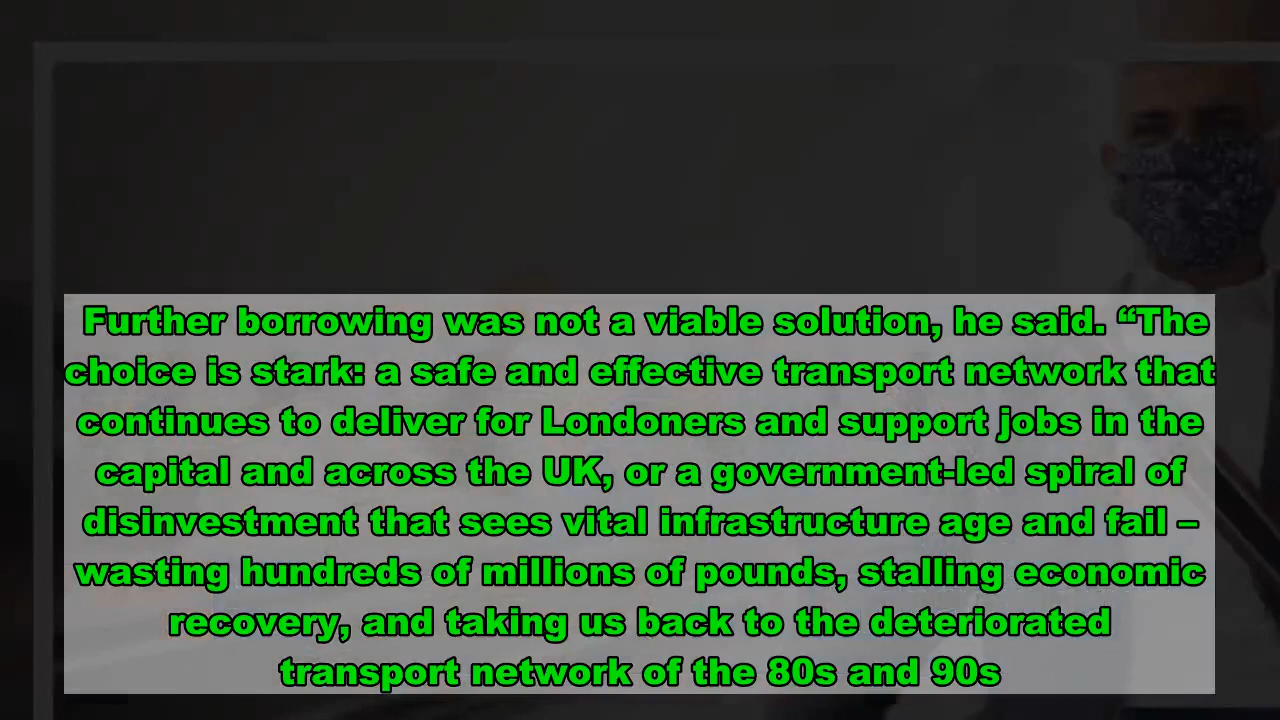 Further borrowing was not a viable solution, he said. “The
choice is stark: a safe and effective transport network that
continues to deliver for Londoners and support jobs in the
capital and across the UK, or a government-led spiral of
disinvestment that sees vital infrastructure age and fail –
wasting hundreds of millions of pounds, stalling economic
recovery, and taking us back to the deteriorated
transport network of the 80s and 90s